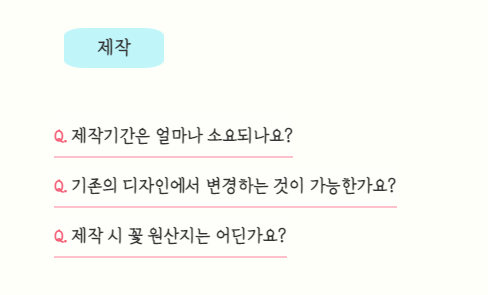 제작
Q. 제작기간은 얼마나 소요되나요?
Q. 기존의 디자인에서 변경하는 것이 가능한가요?
Q. 제작 시 꽃 원산지는 어딘가요?